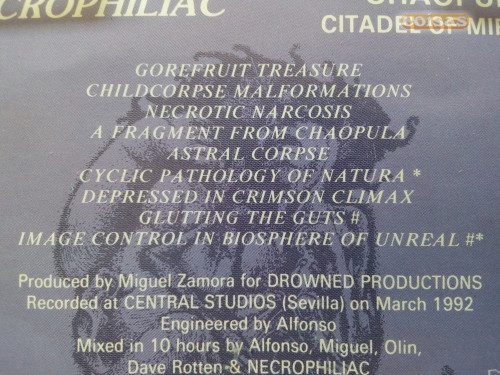 NECROPHILIAC
CITADEL OF
coisas
GOREFRUIT TREASURE
CHILDCORPSE MALFORMATIONS
NECROTIC NARCOSIS
A FRAGMENT FROM CHAOPULA
ASTRAL CORPSE
CYCLIC PATHOLOGY OF NATURA *
DEPRESSED IN CRIMSON CLIMAX
GLUTTING THE GUTS #
IMAGE CONTROL IN BIOSPHERE OF UNREAL #*
Produced by Miguel Zamora for DROWNED PRODUCTIONS
Recorded at CENTRAL STUDIOS (Sevilla) on March 1992
Engineered by Alfonso
Mixed in 10 hours by Alfonso, Miguel, Olin,
Dave Rotten & NECROPHILIAC